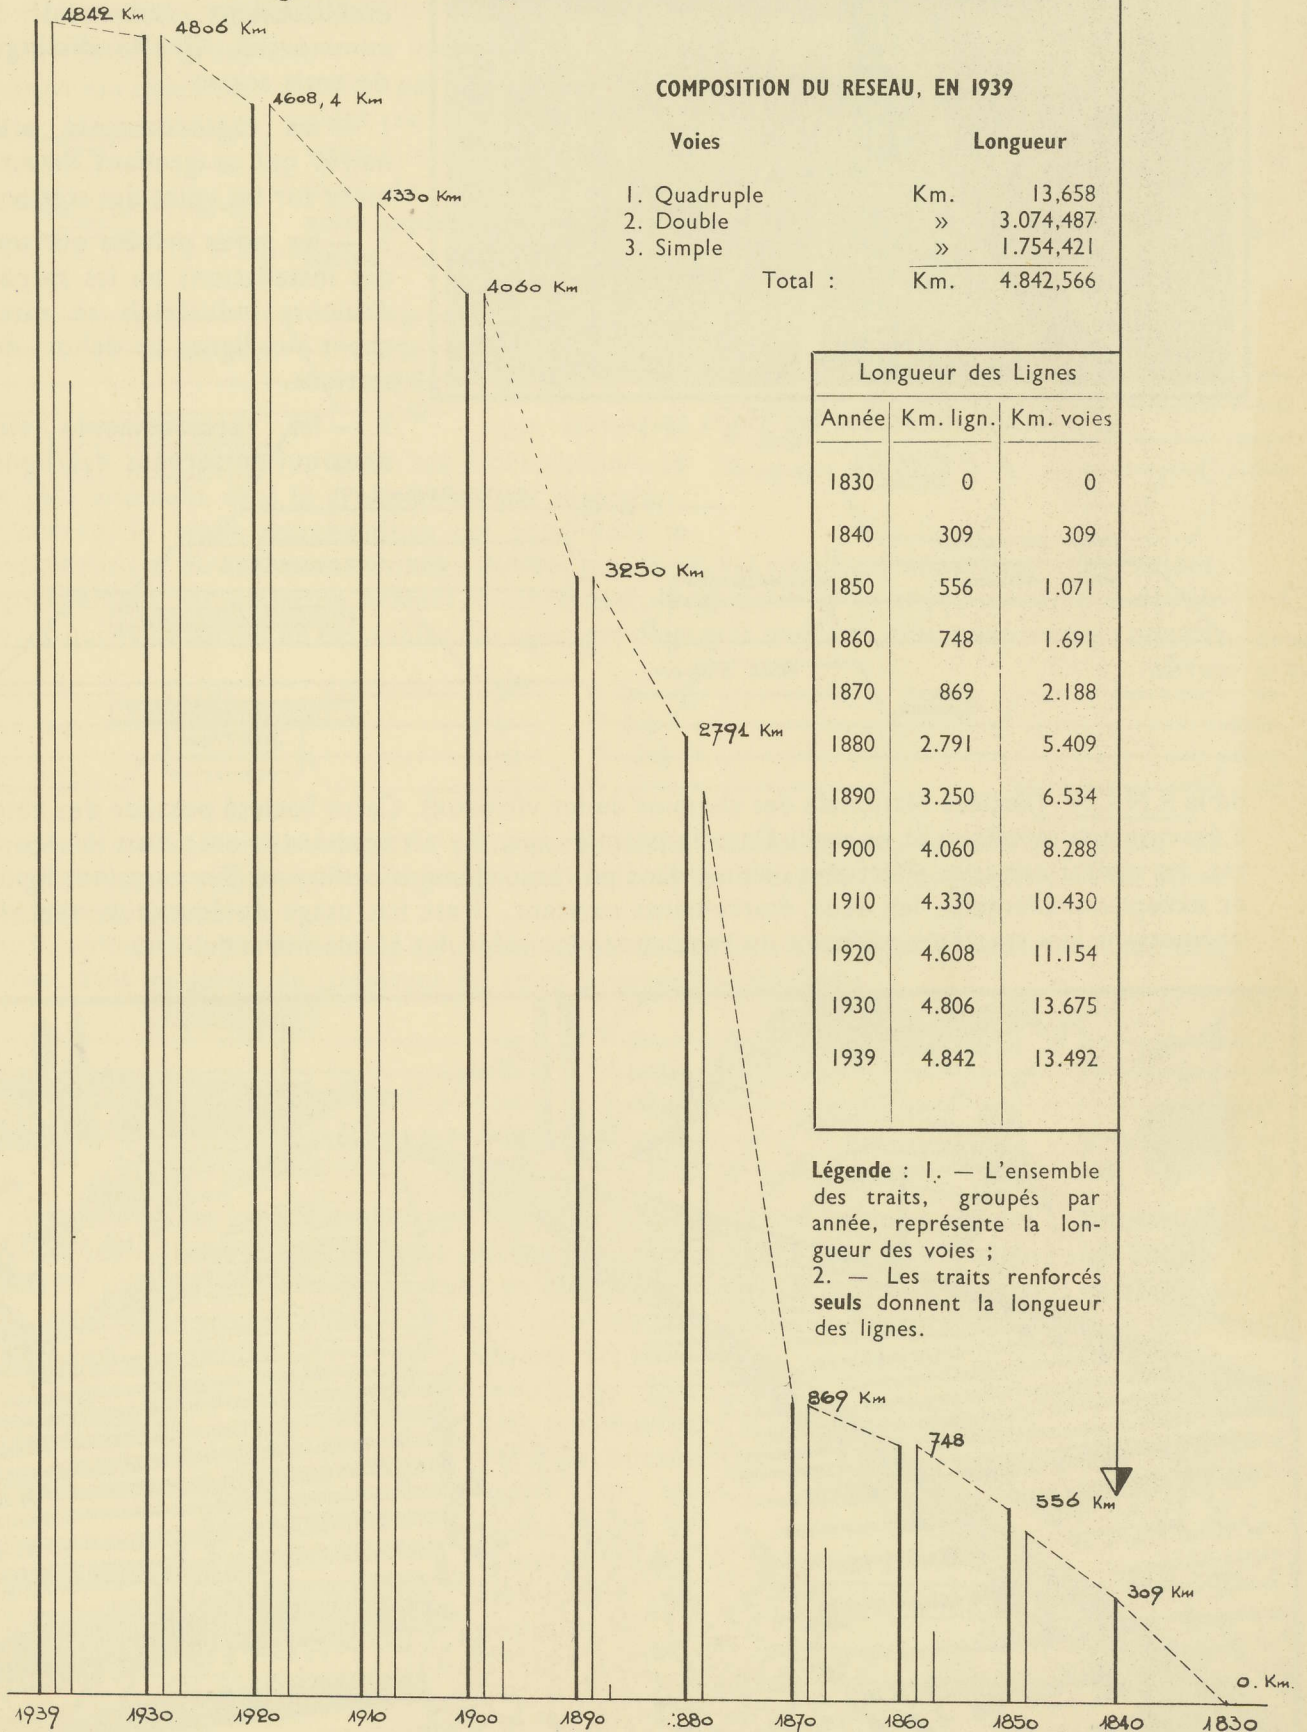 4842 Km
4806 Km
4608,4 Km
4330 Km
4060 Km
3250 Km
2791 Km
869 Km
748
556 Km
309 Km
0. Km.
COMPOSITION DU RESEAU, EN 1939
Voies Longueur
1. Quadruple Km. 13,658
2. Double » 3.074,487
3. Simple » 1.754,421
Total : Km. 4.842,566
Longueur des Lignes
Année Km. lign. Km. voies
1830 0 0
1840 309 309
1850 556 1.071
1860 748 1.691
1870 869 2.188
1880 2.791 5.409
1890 3.250 6.534
1900 4.060 8.288
1910 4.330 10.430
1920 4.608 11.154
1930 4.806 13.675
1939 4.842 13.492
Légende : 1. — L'ensemble
des traits, groupés par
année, représente la lon-
gueur des voies ;
2. — Les traits renforcés
seuls donnent la longueur
des lignes.
1939 1930 1920 1910 1900 1890 1880 1870 1860 1850 1840 1830